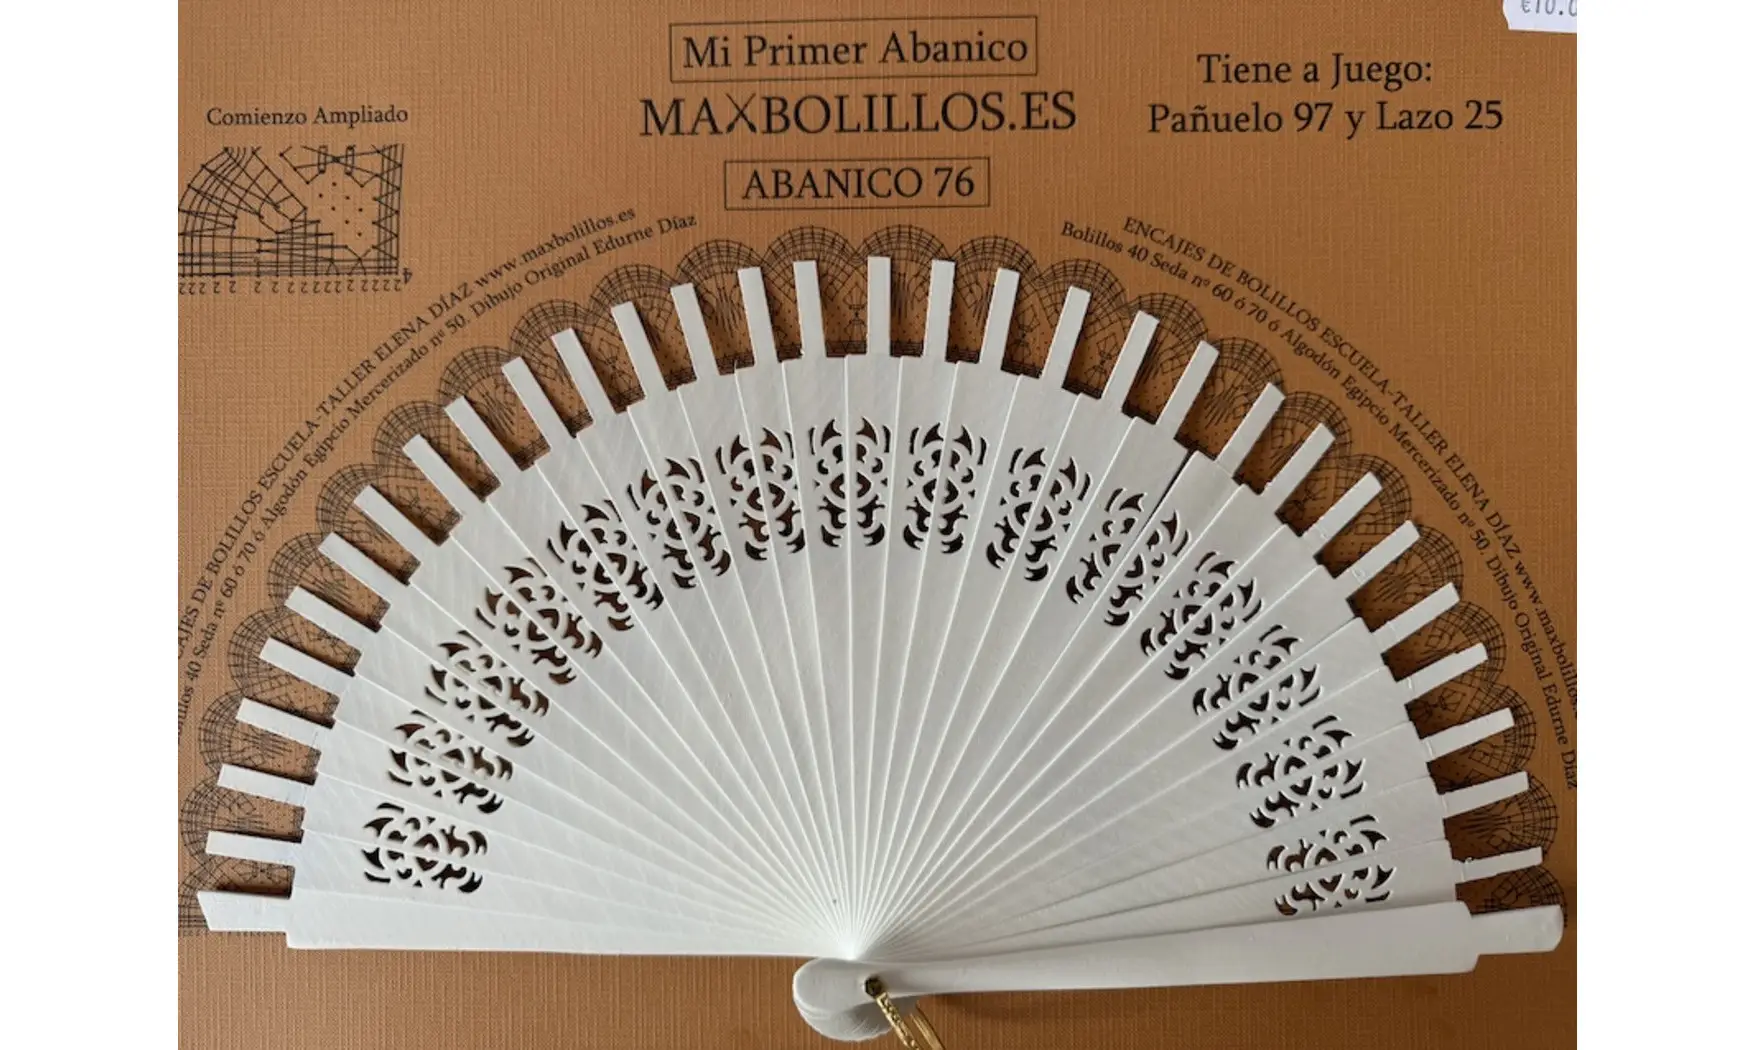 €10.0
Mi Primer Abanico
MAXBOLILLOS.ES
ABANICO 76
Tiene a Juego:
Pañuelo 97 y Lazo 25
Comienzo Ampliado
ENCAJES DE BOLILLOS ESCUELA-TALLER ELENA DÍAZ www.maxbolillos.es
Bolillos 40 Seda nº 60 ó 70 ó Algodón Egipcio Mercerizado nº 50. Dibujo Original Edurne Díaz
ENCAJES DE BOLILLOS ESCUELA-TALLER ELENA DÍAZ www.maxbolillos.
Bolillos 40 Seda nº 60 ó 70 ó Algodón Egipcio Mercerizado nº 50. Dibujo Original Edurne Díaz